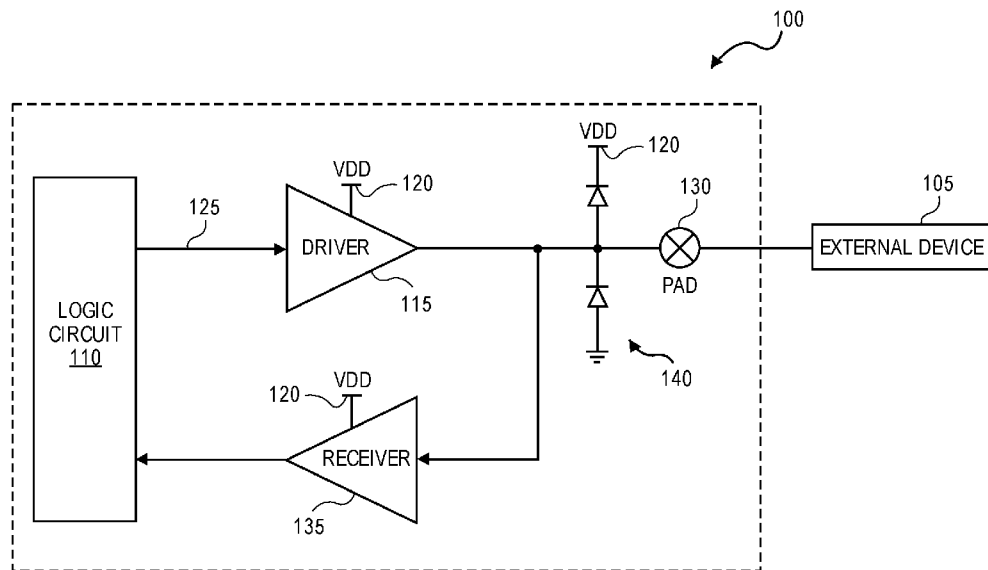 100
VDD
120
130
105
VDD
120
125
DRIVER
EXTERNAL DEVICE
PAD
115
LOGIC
CIRCUIT
110
140
VDD
120
RECEIVER
135